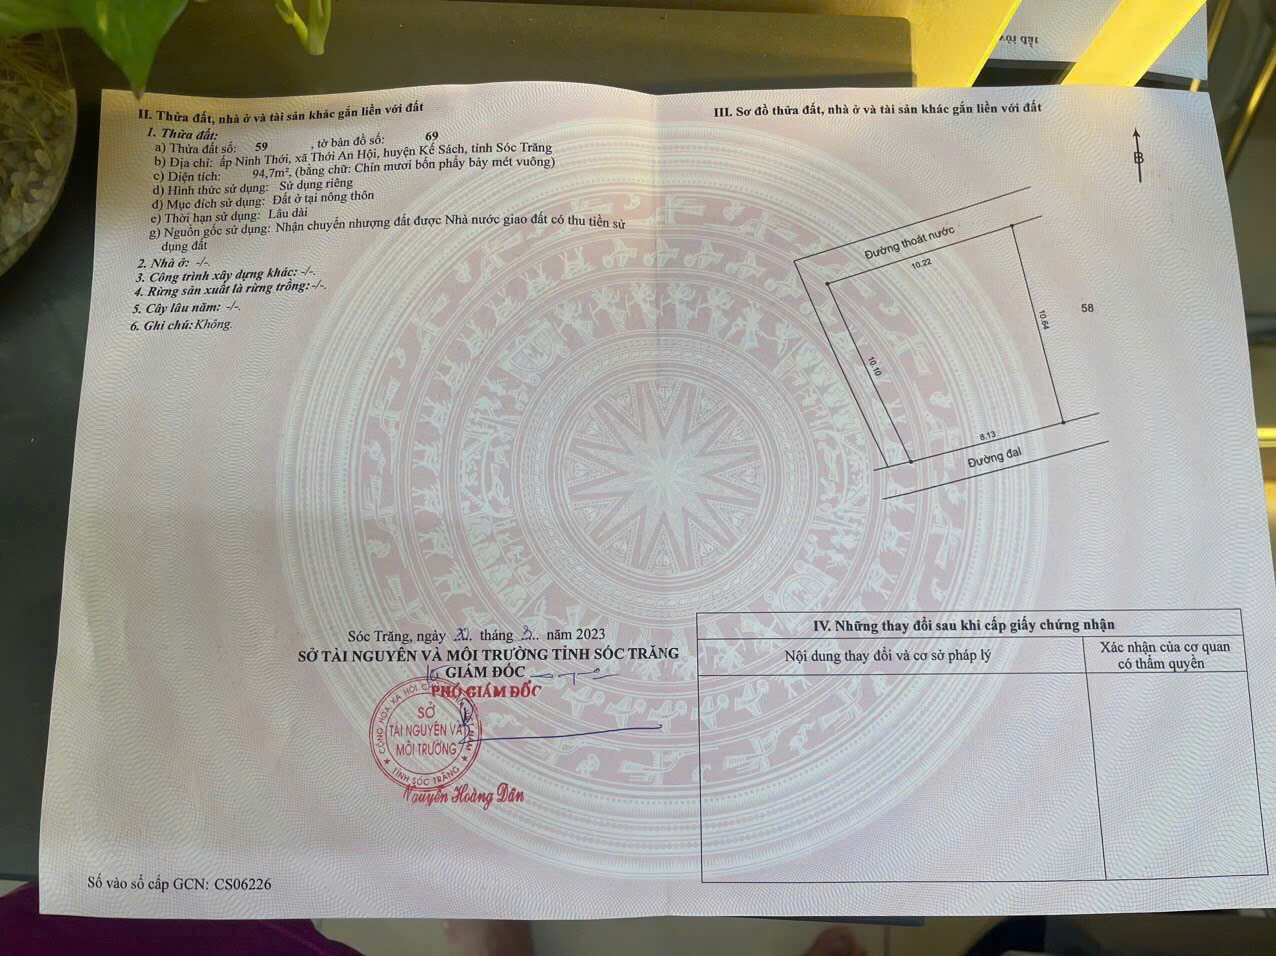 II. Thửa đất, nhà ở và tài sản khác gắn liền với đất
1. Thửa đất:
a) Thửa đất số: 59 , tờ bản đồ số: 69
b) Địa chỉ: ấp Ninh Thới, xã Thới An Hội, huyện Kế Sách, tỉnh Sóc Trăng
c) Diện tích: 94,7m², (bằng chữ: Chín mươi bốn phẩy bảy mét vuông)
d) Hình thức sử dụng: Sử dụng riêng
đ) Mục đích sử dụng: Đất ở tại nông thôn
e) Thời hạn sử dụng: Lâu dài
g) Nguồn gốc sử dụng: Nhận chuyển nhượng đất được Nhà nước giao đất có thu tiền sử
dụng đất
2. Nhà ở: -/-.
3. Công trình xây dựng khác: -/-.
4. Rừng sản xuất là rừng trồng: -/-.
5. Cây lâu năm: -/-.
6. Ghi chú: Không.
Sóc Trăng, ngày 20.. tháng 3.. năm 2023
SỞ TÀI NGUYÊN VÀ MÔI TRƯỜNG TỈNH SÓC TRĂNG
GIÁM ĐỐC
PHÓ GIÁM ĐỐC
SỞ
TÀI NGUYÊN VÀ
MÔI TRƯỜNG
TỈNH SÓC TRĂNG
Nguyễn Hoàng Dân
Số vào sổ cấp GCN: CS06226
III. Sơ đồ thửa đất, nhà ở và tài sản khác gắn liền với đất
B
Đường thoát nước
10.22
58
10.64
10.10
8.13
Đường đal
IV. Những thay đổi sau khi cấp giấy chứng nhận
Nội dung thay đổi và cơ sở pháp lý
Xác nhận của cơ quan
có thẩm quyền